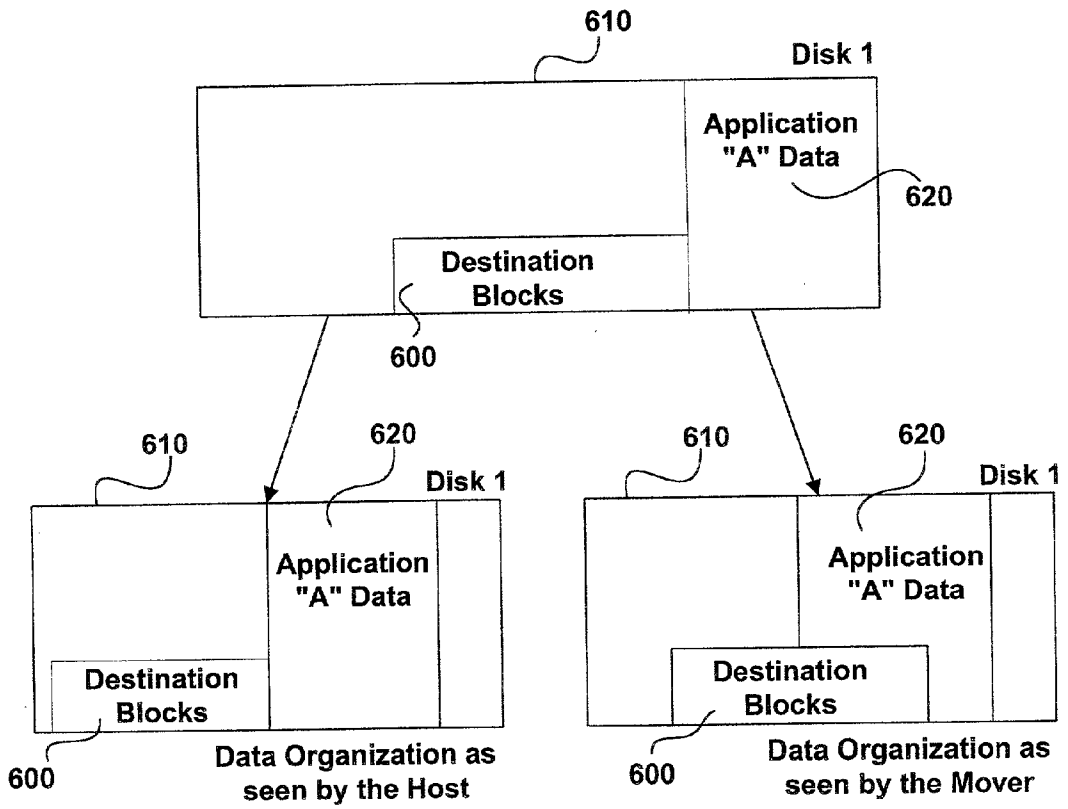 610
Disk 1
Application
"A" Data
620
Destination
Blocks
600
610
620
Disk 1
Application
"A" Data
Destination
Blocks
600
Data Organization as
seen by the Host
610
620
Disk 1
Application
"A" Data
Destination
Blocks
600
Data Organization as
seen by the Mover